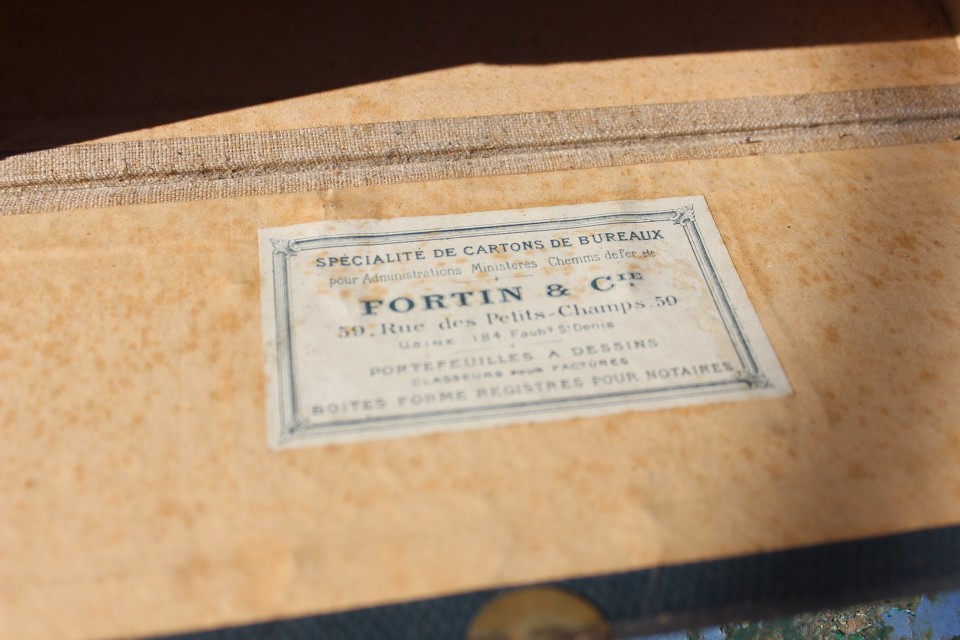 SPÉCIALITÉ DE CARTONS DE BUREAUX
pour Administrations Ministères Chemins de fer etc
FORTIN & CIE
59, Rue des Petits-Champs, 59
USINE 184 Faubg St Denis
PORTEFEUILLES A DESSINS
CLASSEURS POUR FACTURES
BOITES FORME REGISTRES POUR NOTAIRES,